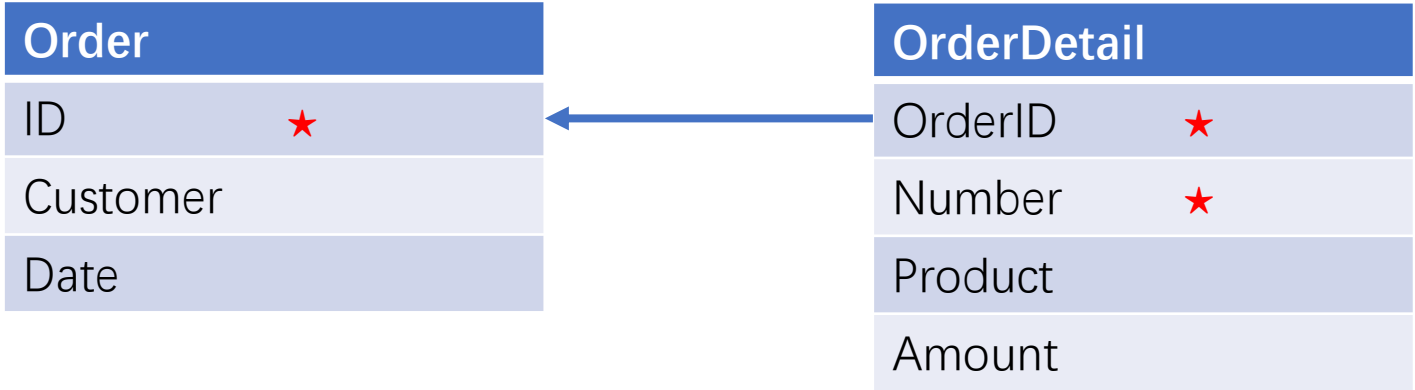 Order
ID ★
Customer
Date
OrderDetail
OrderID ★
Number ★
Product
Amount